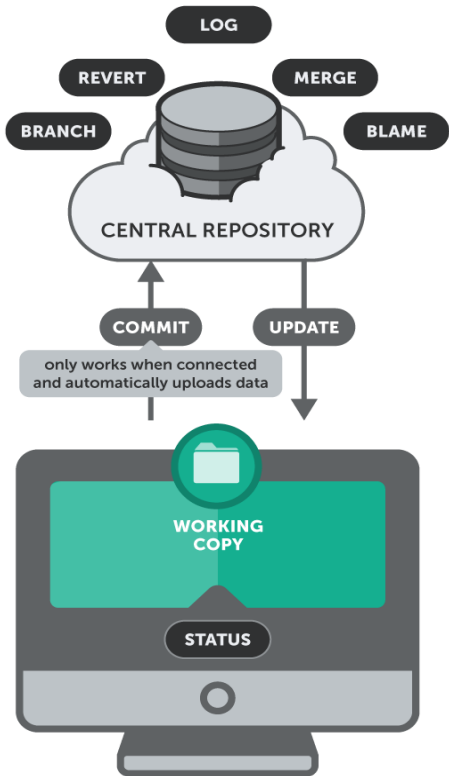 LOG
REVERT
MERGE
BRANCH
BLAME
CENTRAL REPOSITORY
COMMIT
UPDATE
only works when connected
and automatically uploads data
WORKING
COPY
STATUS